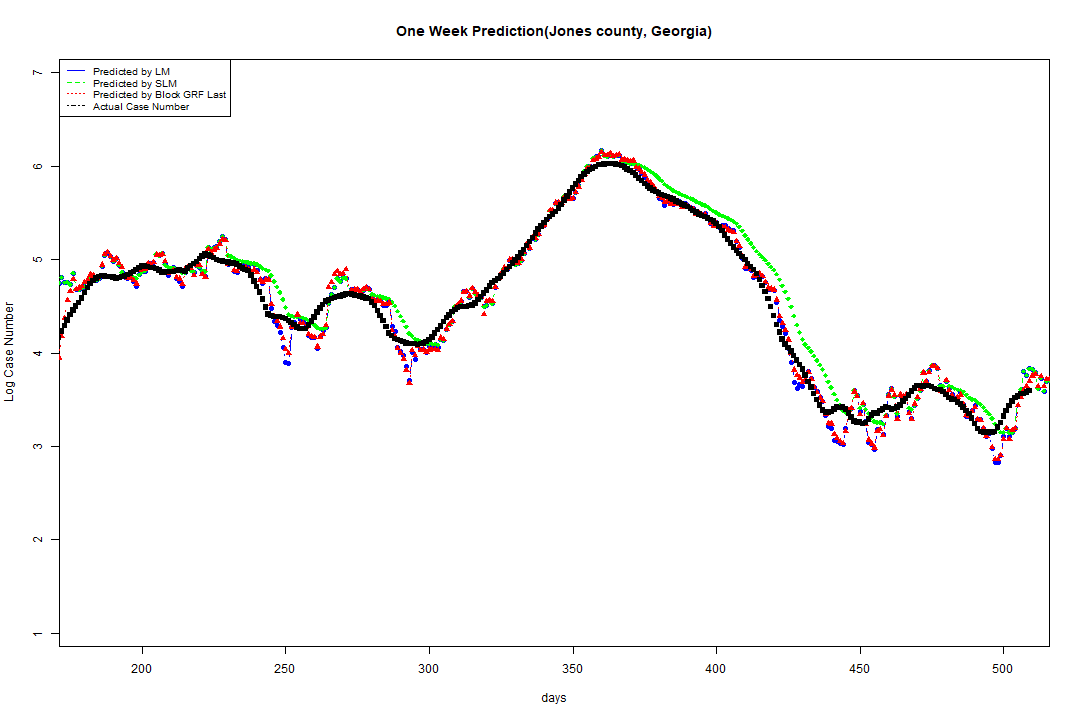 One Week Prediction(Jones county, Georgia)
Predicted by LM
Predicted by SLM
Predicted by Block GRF Last
Actual Case Number
7
6
5
4
3
2
1
Log Case Number
200 250 300 350 400 450 500
days